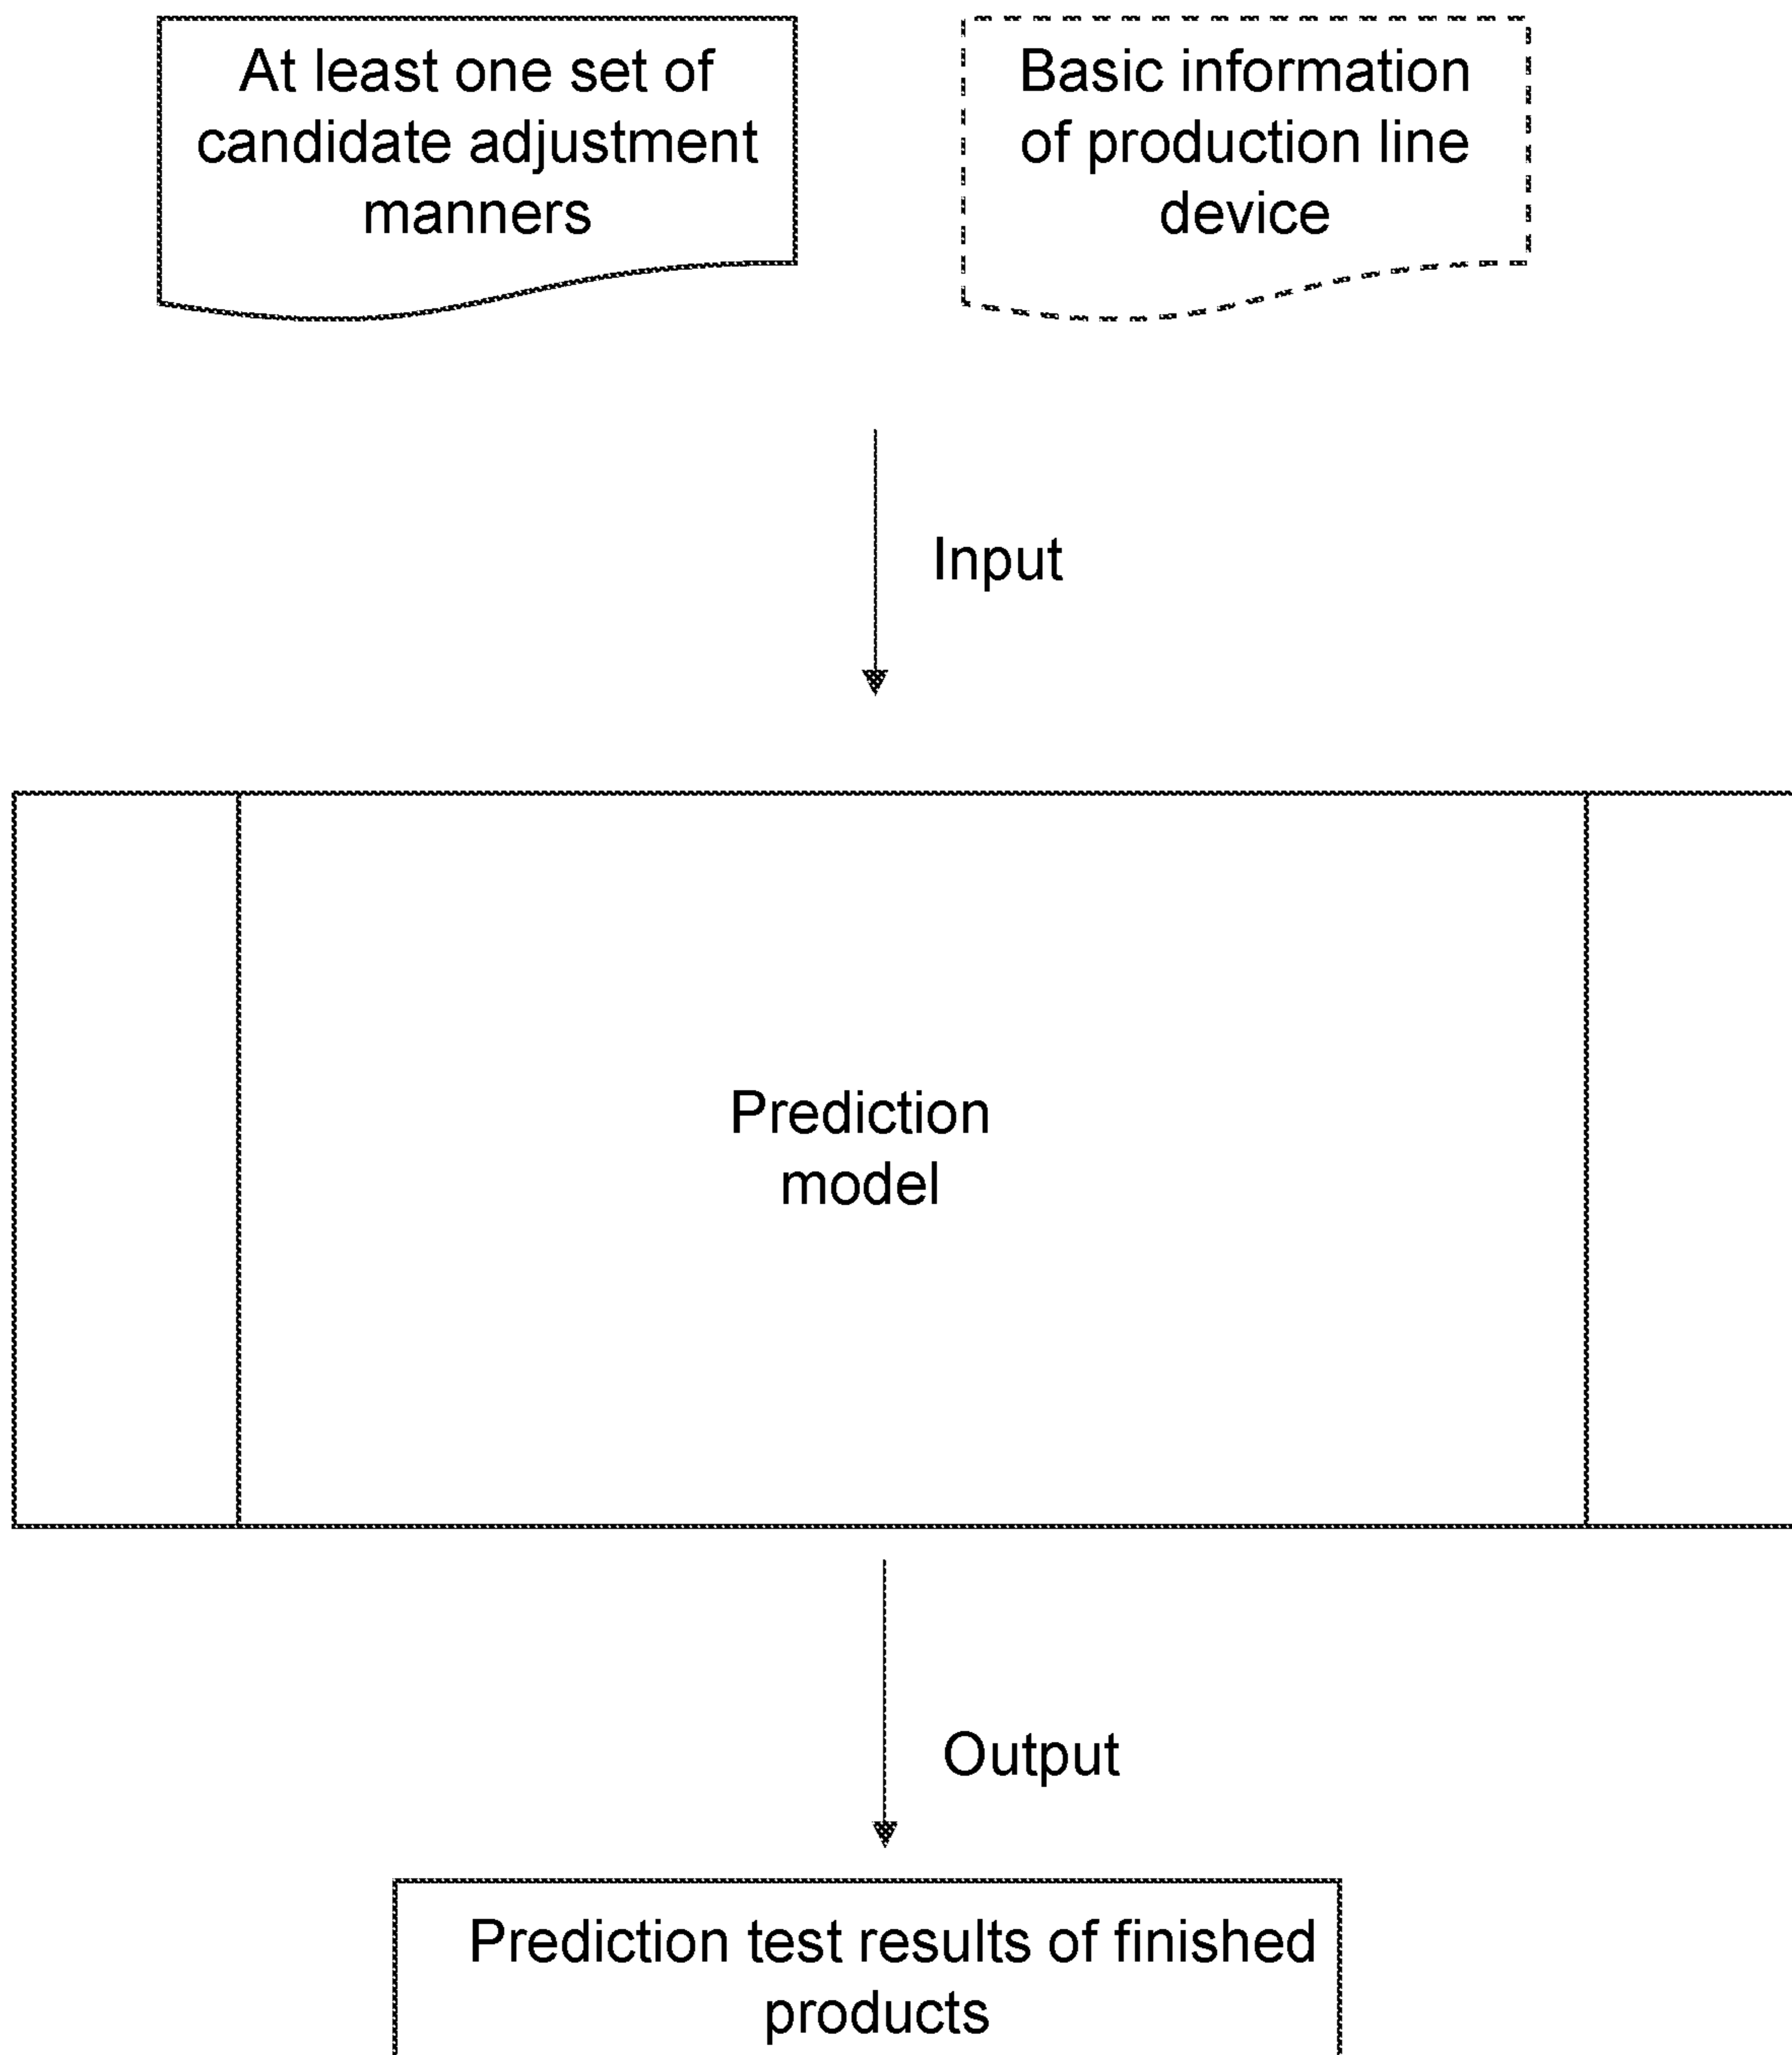 At least one set of
candidate adjustment
manners
Basic information
of production line
device
Input
Prediction
model
Output
Prediction test results of finished
products